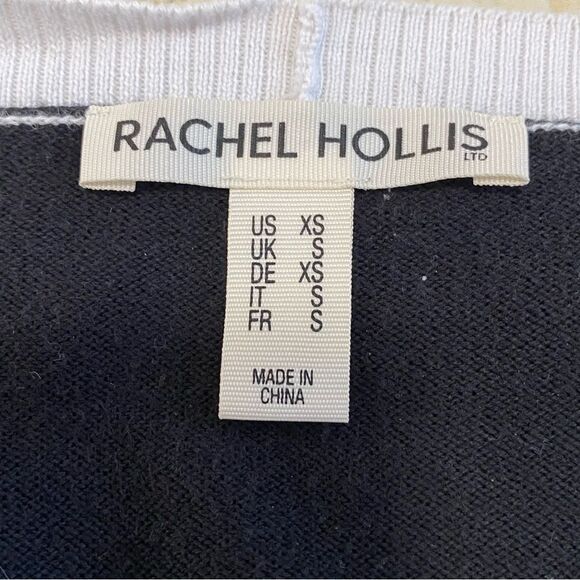 RACHEL HOLLIS
LTD
US XS
UK S
DE XS
IT S
FR S
MADE IN
CHINA